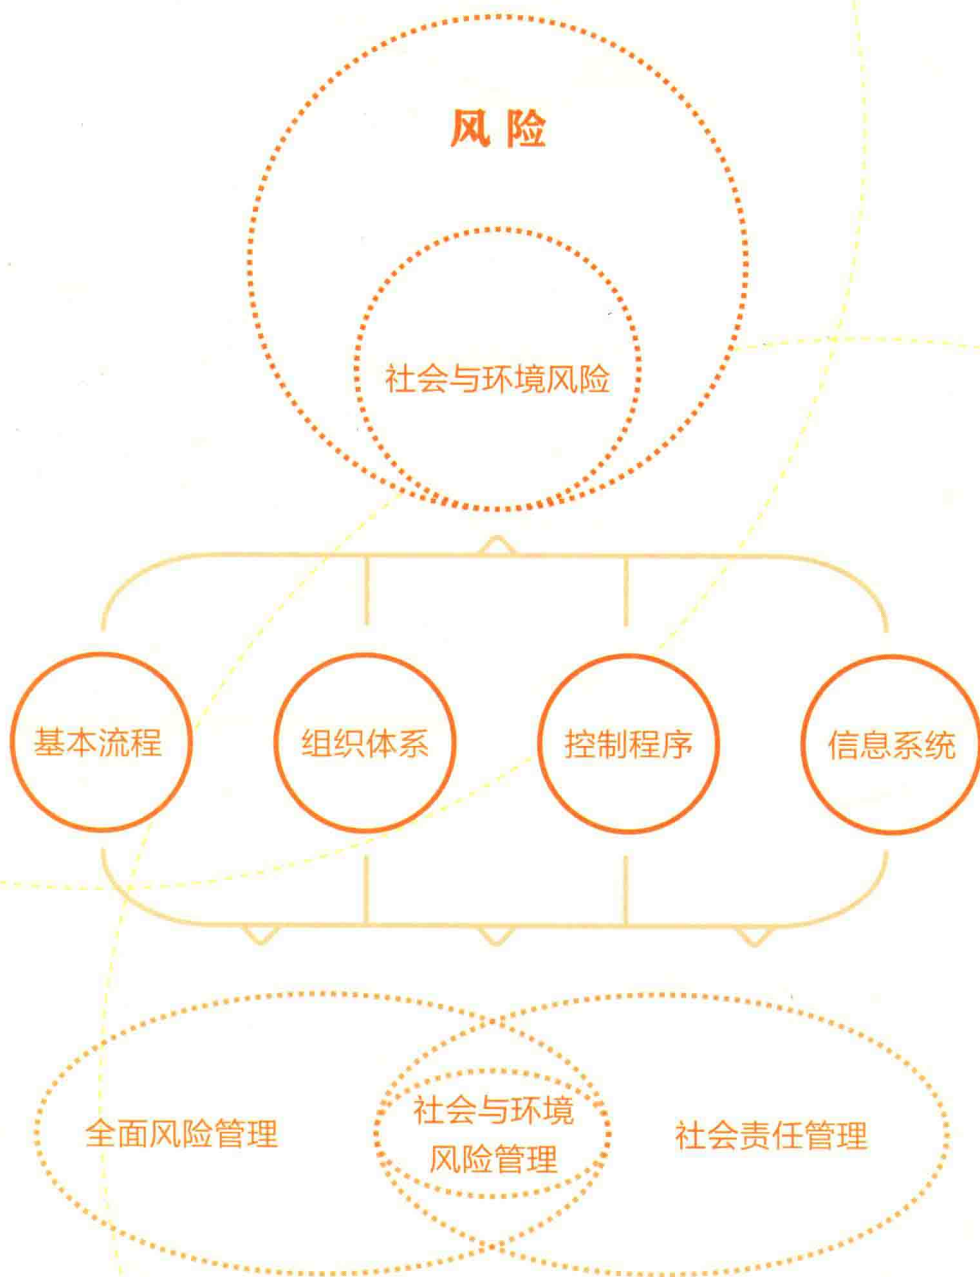 风险
社会与环境风险
基本流程
组织体系
控制程序
信息系统
全面风险管理
社会与环境
风险管理
社会责任管理